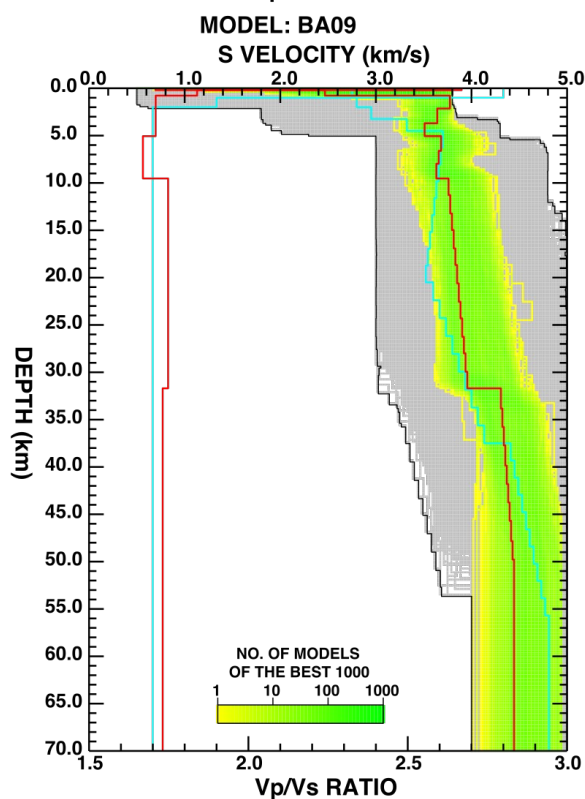 MODEL: BA09
S VELOCITY (km/s)
0.0 1.0 2.0 3.0 4.0 5.0
0.0
5.0
10.0
15.0
20.0
25.0
30.0
35.0
40.0
45.0
50.0
55.0
60.0
65.0
70.0
DEPTH (km)
NO. OF MODELS
OF THE BEST 1000
1 10 100 1000
1.5 2.0 2.5 3.0
Vp/Vs RATIO